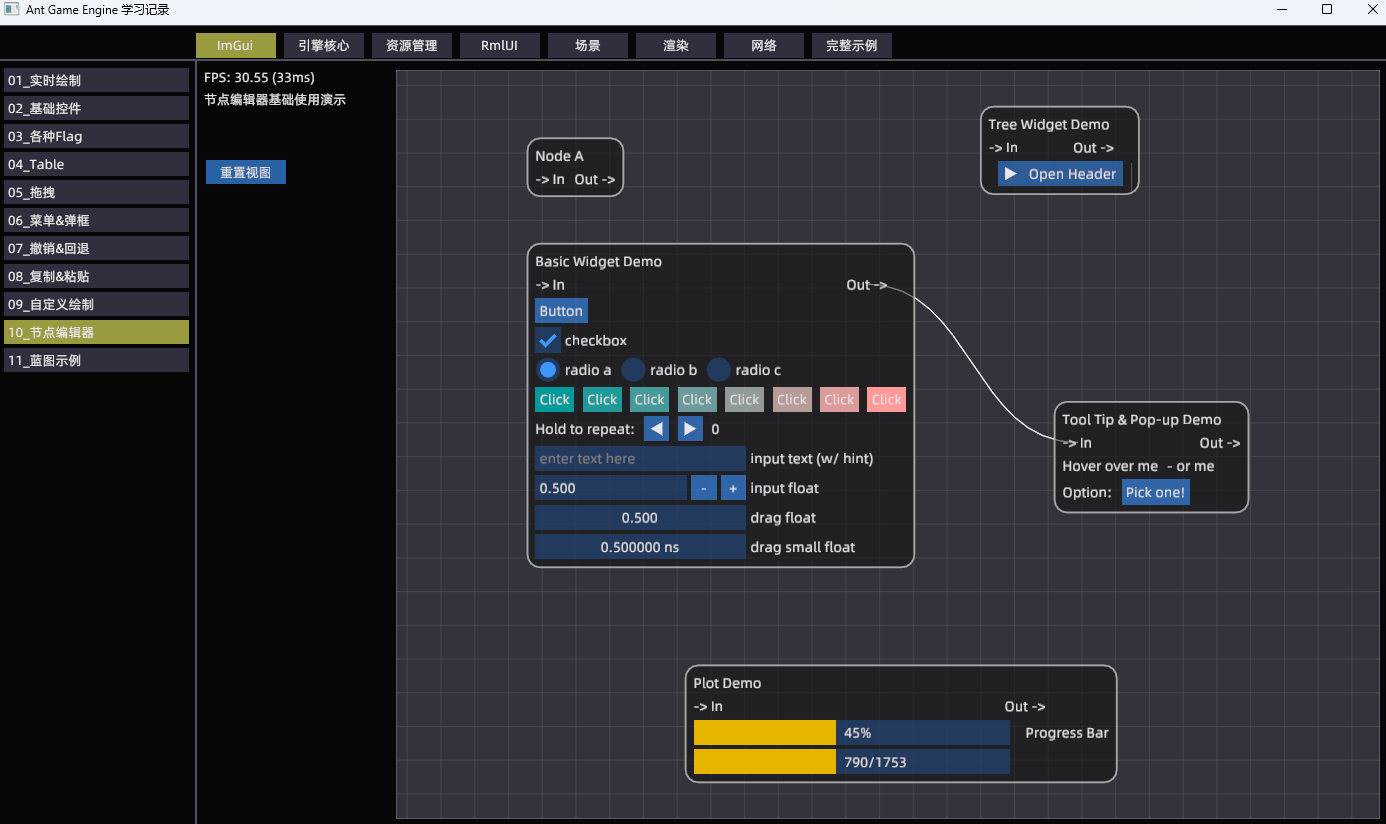 Ant Game Engine 学习记录
ImGui 引擎核心 资源管理 RmlUI 场景 渲染 网络 完整示例
01_实时绘制
02_基础控件
03_各种Flag
04_Table
05_拖拽
06_菜单&弹框
07_撤销&回退
08_复制&粘贴
09_自定义绘制
10_节点编辑器
11_蓝图示例
FPS: 30.55 (33ms)
节点编辑器基础使用演示
重置视图
Node A
-> In Out ->
Tree Widget Demo
-> In Out ->
Open Header
Basic Widget Demo
-> In Out ->
Button
checkbox
radio a radio b radio c
Click Click Click Click Click Click Click Click
Hold to repeat: 0
enter text here input text (w/ hint)
0.500 - + input float
0.500 drag float
0.500000 ns drag small float
Tool Tip & Pop-up Demo
-> In Out ->
Hover over me - or me
Option: Pick one!
Plot Demo
-> In Out ->
45% Progress Bar
790/1753